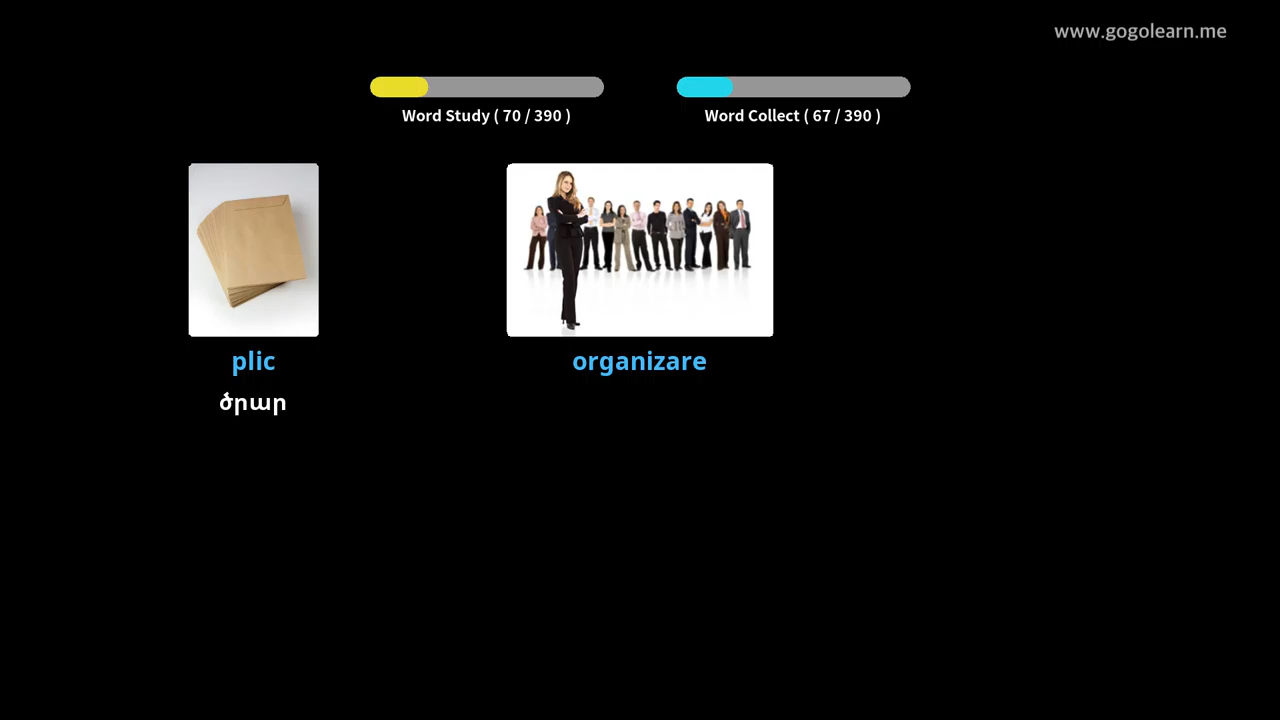 www.gogolearn.me
Word Study ( 70 / 390 )
Word Collect ( 67 / 390 )
plic
organizare
ծրար